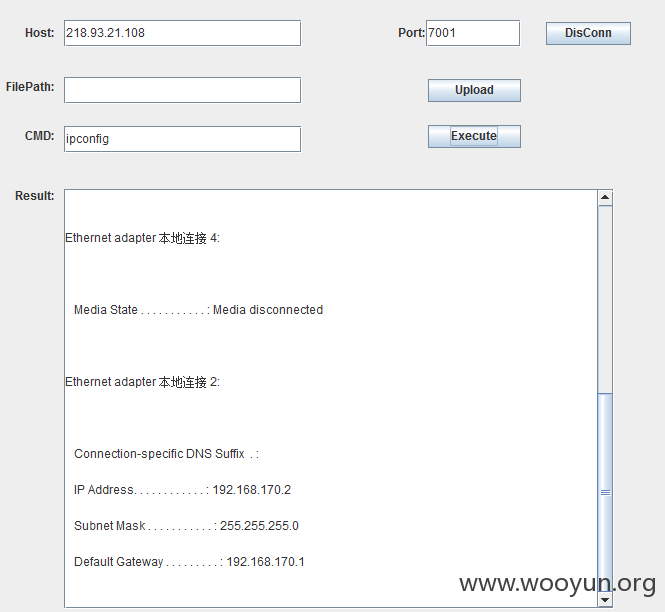 Host: 218.93.21.108 Port: 7001 DisConn
FilePath: Upload
CMD: ipconfig Execute
Result:
Ethernet adapter 本地连接 4:
Media State . . . . . . . . . . . : Media disconnected
Ethernet adapter 本地连接 2:
Connection-specific DNS Suffix . :
IP Address. . . . . . . . . . . . : 192.168.170.2
Subnet Mask . . . . . . . . . . . : 255.255.255.0
Default Gateway . . . . . . . . . : 192.168.170.1
www.wooyun.org